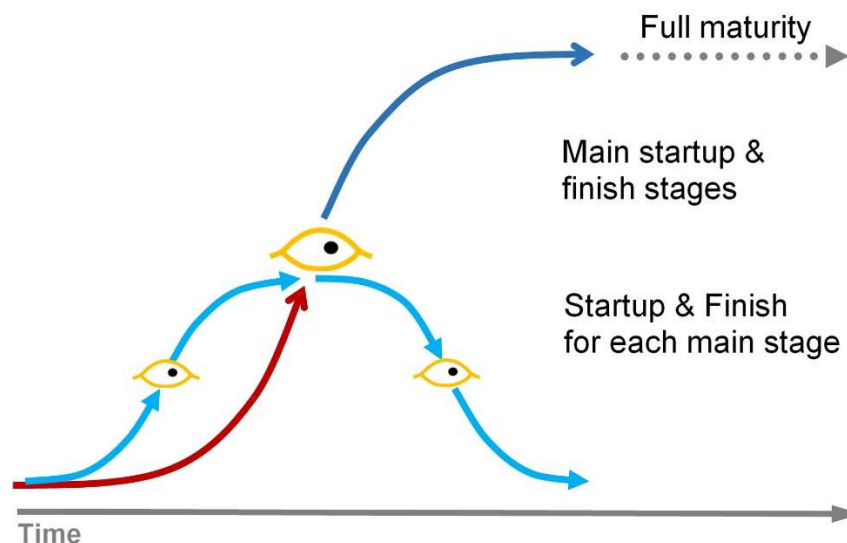 Full maturity
Main startup &
finish stages
Startup & Finish
for each main stage
Time